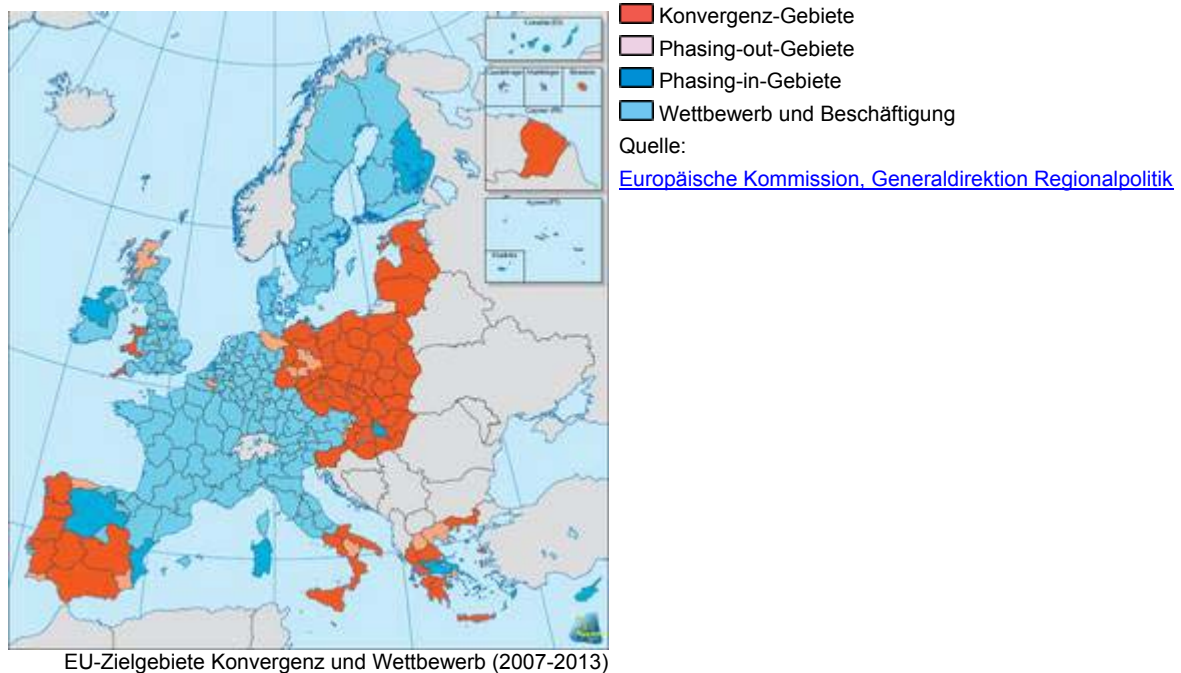 Konvergenz-Gebiete
Phasing-out-Gebiete
Phasing-in-Gebiete
Wettbewerb und Beschäftigung
Quelle:
Europäische Kommission, Generaldirektion Regionalpolitik
EU-Zielgebiete Konvergenz und Wettbewerb (2007-2013)